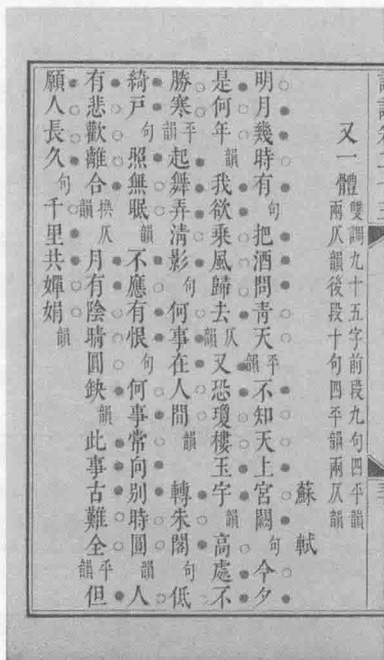 又一體 雙調九十五字前段九句四平韻
兩仄韻後段十句四平韻兩仄韻
蘇軾
明月幾時有句把酒問青天平韻不知天上宮闕句今夕
是何年韻我欲乘風歸去仄韻又恐瓊樓玉宇韻高處不
勝寒平韻起舞弄清影句何事在人間韻轉朱閣句低
綺戶句照無眠韻不應有恨句何事常向別時圓韻人
有悲歡離合換仄韻月有陰晴圓缺韻此事古難全平韻但
願人長久句千里共嬋娟韻